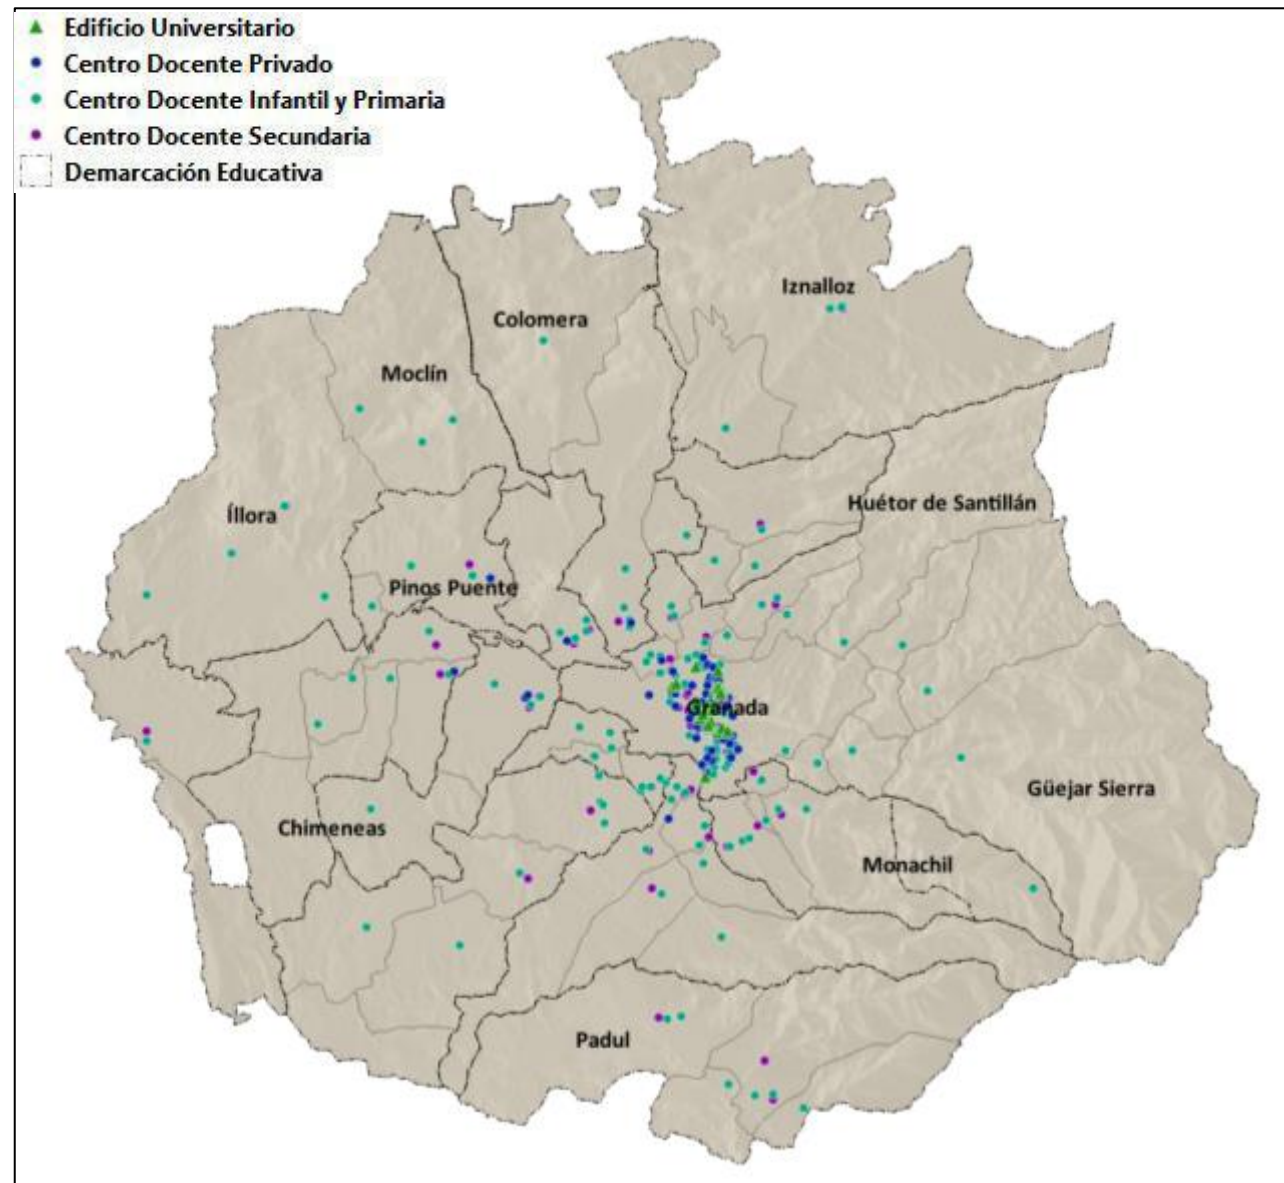 Edificio Universitario
Centro Docente Privado
Centro Docente Infantil y Primaria
Centro Docente Secundaria
Demarcación Educativa
Iznalloz
Colomera
Moclín
Huétor de Santillán
Íllora
Pinos Puente
Granada
Güejar Sierra
Chimeneas
Monachil
Padul